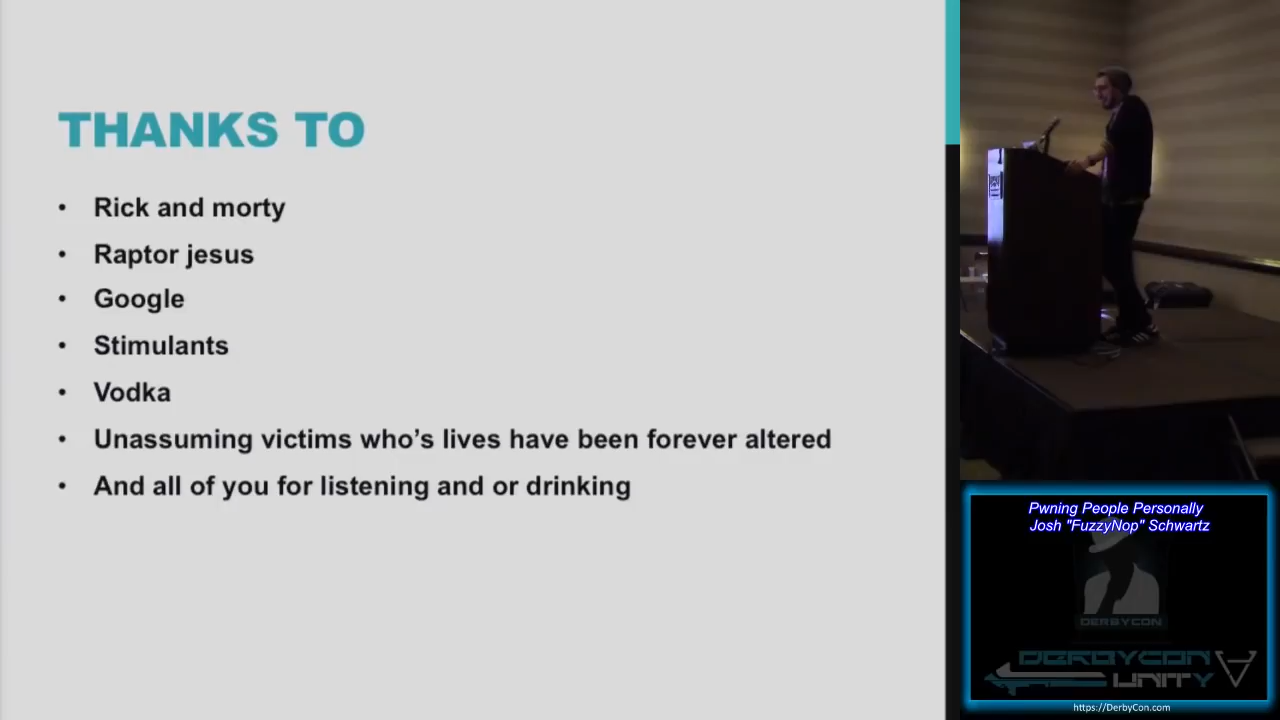 THANKS TO
• Rick and morty
• Raptor jesus
• Google
• Stimulants
• Vodka
• Unassuming victims who’s lives have been forever altered
• And all of you for listening and or drinking
Pwning People Personally
Josh "FuzzyNop" Schwartz
DERBYCON
DERBYCON
UNITY
https://DerbyCon.com